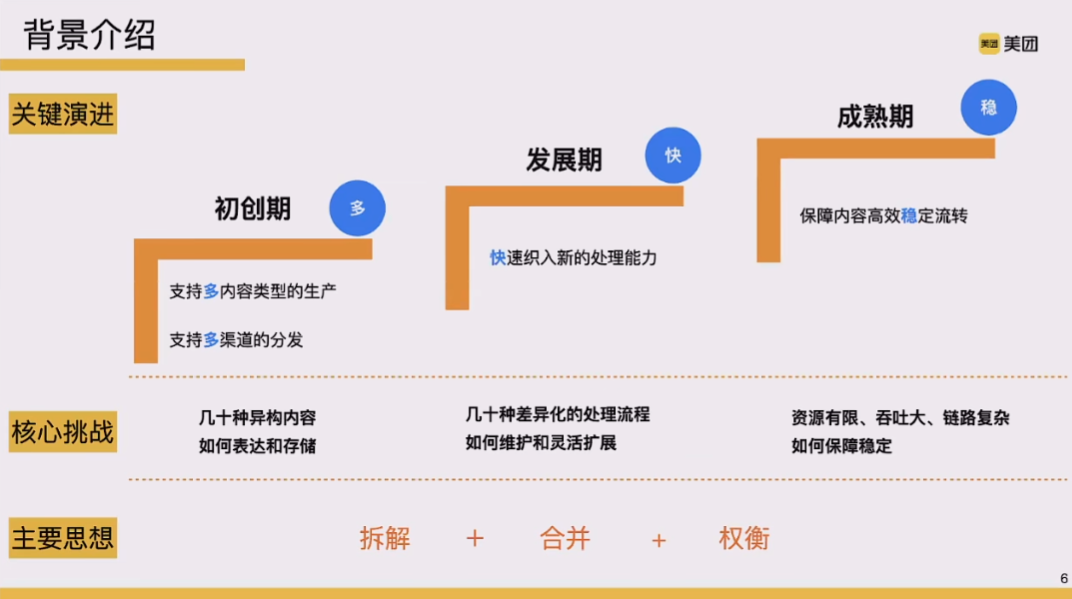 背景介绍
美团 美团
关键演进
初创期
多
支持多内容类型的生产
支持多渠道的分发
发展期
快
快速织入新的处理能力
成熟期
稳
保障内容高效稳定流转
核心挑战
几十种异构内容
如何表达和存储
几十种差异化的处理流程
如何维护和灵活扩展
资源有限、吞吐大、链路复杂
如何保障稳定
主要思想
拆解 + 合并 + 权衡
6